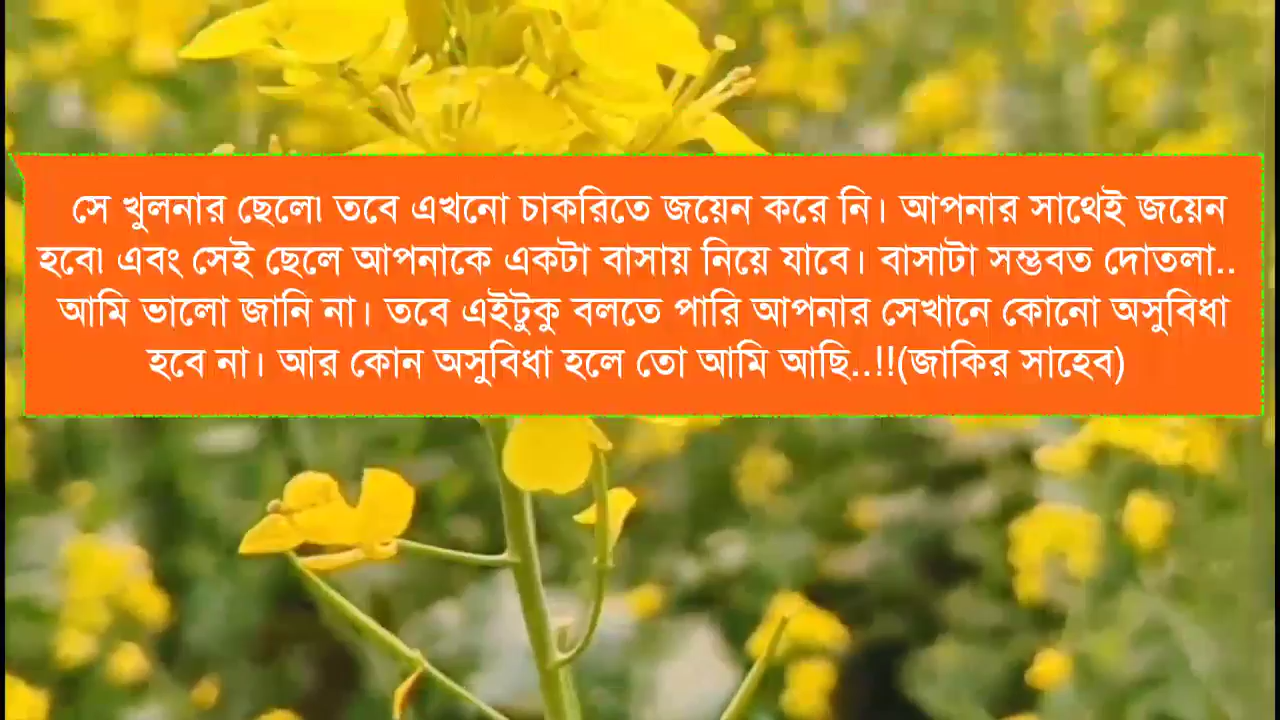 সে খুলনার ছেলে৷ তবে এখনো চাকরিতে জয়েন করে নি। আপনার সাথেই জয়েন
হবে৷ এবং সেই ছেলে আপনাকে একটা বাসায় নিয়ে যাবে। বাসাটা সম্ভবত দোতলা..
আমি ভালো জানি না। তবে এইটুকু বলতে পারি আপনার সেখানে কোনো অসুবিধা
হবে না। আর কোন অসুবিধা হলে তো আমি আছি..!!(জাকির সাহেব)